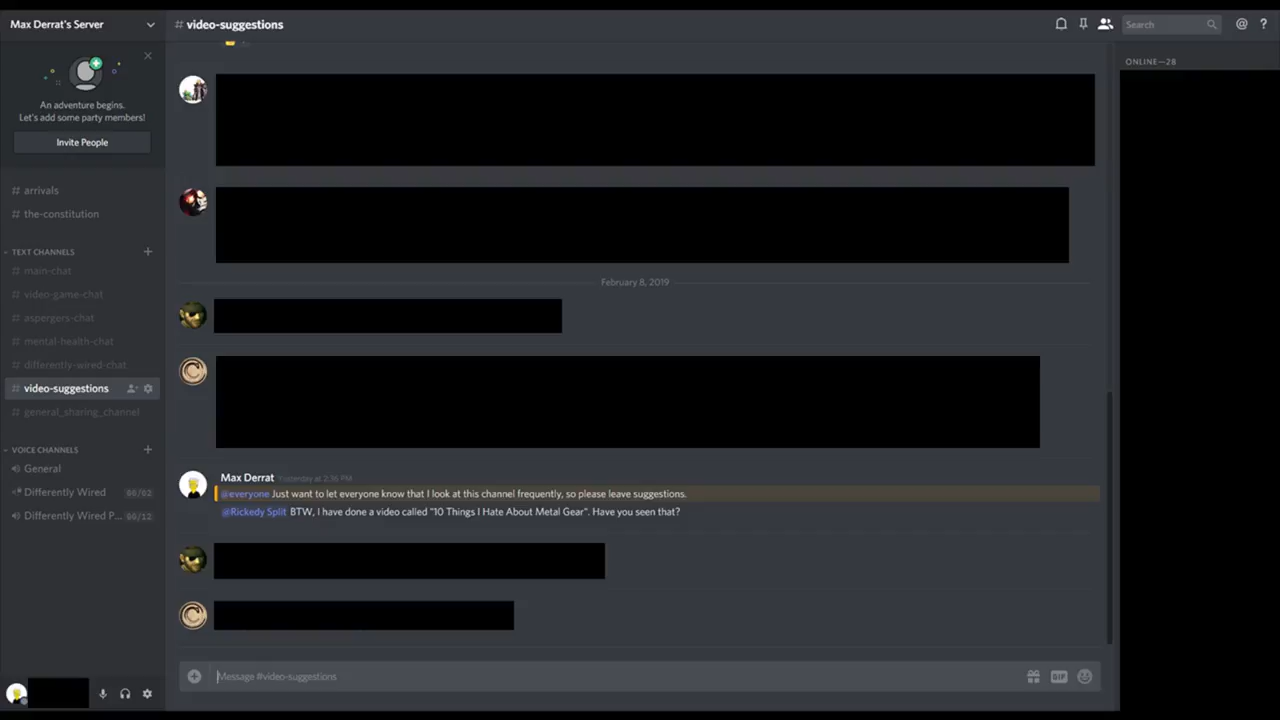 Max Derrat's Server
# video-suggestions
Search
An adventure begins.
Let's add some party members!
Invite People
# arrivals
# the-constitution
TEXT CHANNELS
# main-chat
# video-game-chat
# aspergers-chat
# mental-health-chat
# differently-wired-chat
# video-suggestions
# general_sharing_channel
VOICE CHANNELS
General
Differently Wired 00/02
Differently Wired P... 00/12
February 8, 2019
Max Derrat Yesterday at 2:36 PM
@everyone Just want to let everyone know that I look at this channel frequently, so please leave suggestions.
@Rickedy Split BTW, I have done a video called "10 Things I Hate About Metal Gear". Have you seen that?
Message #video-suggestions
GIF
ONLINE—28